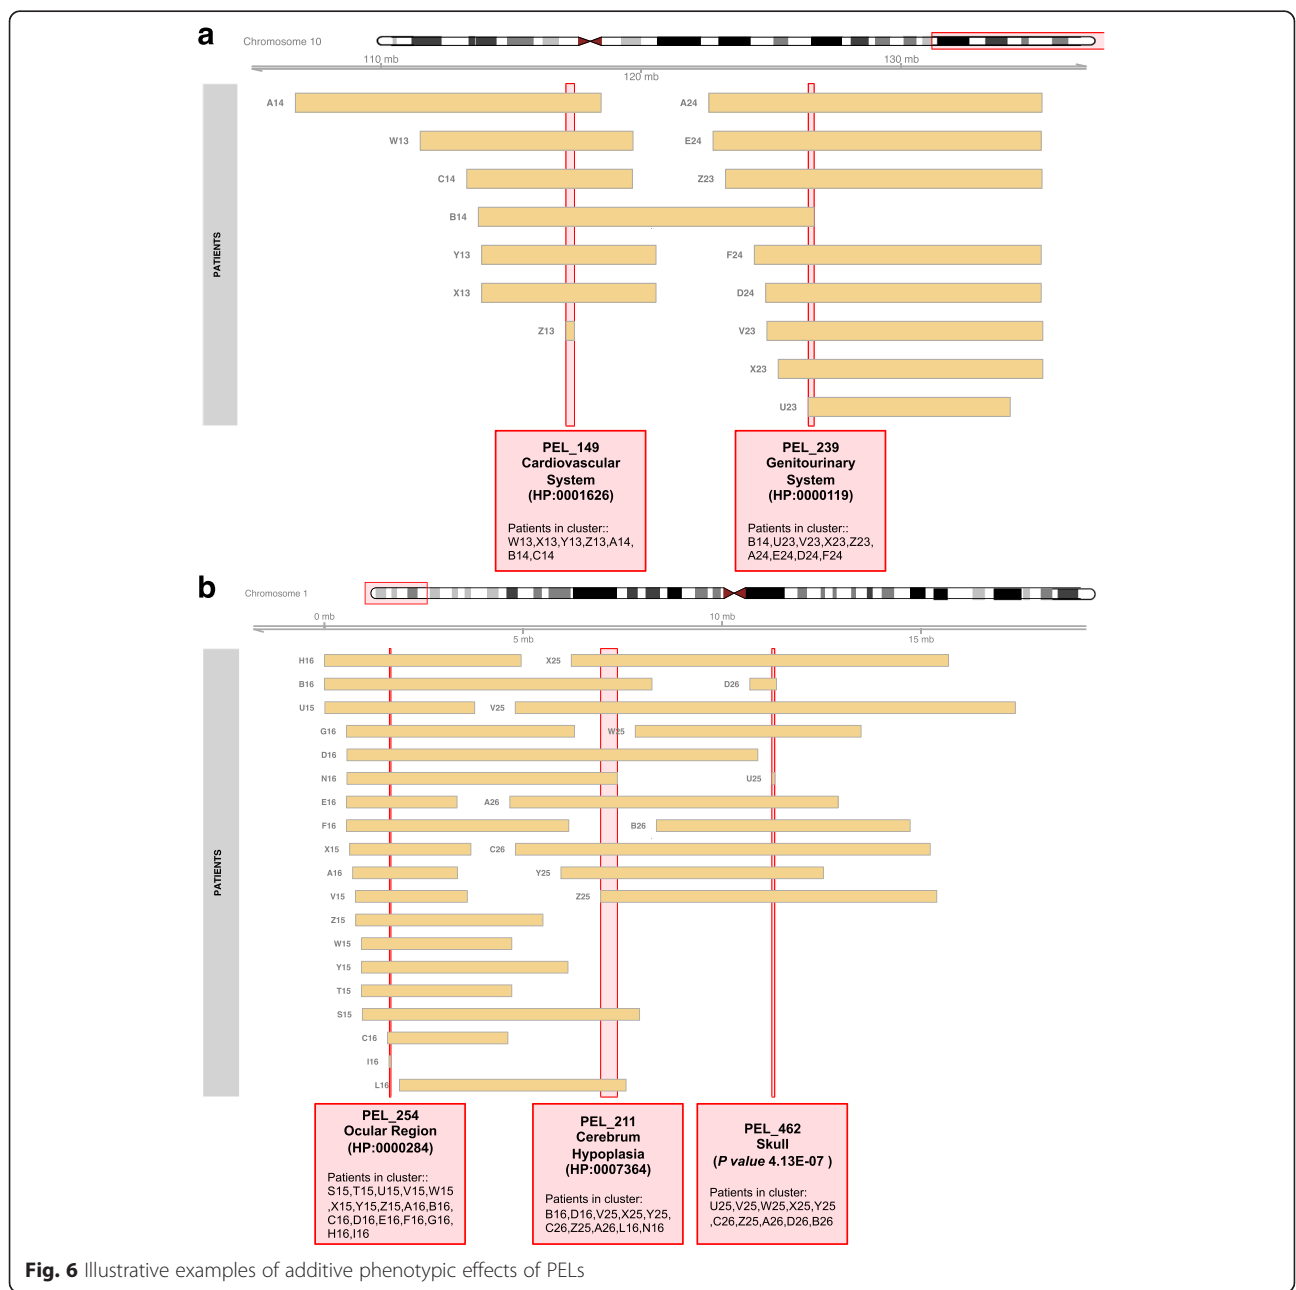 a
Chromosome 10
110 mb
130 mb
120 mb
PATIENTS
A14
A24
W13
E24
C14
Z23
B14
Y13
F24
X13
D24
Z13
V23
X23
U23
PEL_149
Cardiovascular
System
(HP:0001626)
Patients in cluster::
W13,X13,Y13,Z13,A14,
B14,C14
PEL_239
Genitourinary
System
(HP:0000119)
Patients in cluster::
B14,U23,V23,X23,Z23,
A24,E24,D24,F24
b
Chromosome 1
0 mb
10 mb
5 mb
15 mb
PATIENTS
H16
X25
B16
D26
U15
V25
G16
W25
D16
N16
U25
E16
A26
F16
B26
X15
C26
A16
Y25
V15
Z25
Z15
W15
Y15
T15
S15
C16
I16
L16
PEL_254
Ocular Region
(HP:0000284)
Patients in cluster::
S15,T15,U15,V15,W15
,X15,Y15,Z15,A16,B16,
C16,D16,E16,F16,G16,
H16,I16
PEL_211
Cerebrum
Hypoplasia
(HP:0007364)
Patients in cluster:
B16,D16,V25,X25,Y25,
C26,Z25,A26,L16,N16
PEL_462
Skull
(P value 4.13E-07 )
Patients in cluster:
U25,V25,W25,X25,Y25
,C26,Z25,A26,D26,B26
Fig. 6 Illustrative examples of additive phenotypic effects of PELs